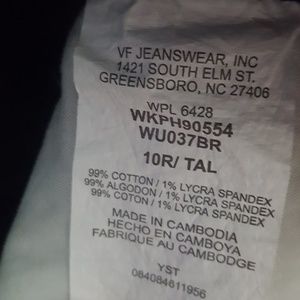 VF JEANSWEAR, INC
1421 SOUTH ELM ST.
GREENSBORO, NC 27406
WPL 6428
WKPH90554
WU037BR
10R/ TAL
99% COTTON / 1% LYCRA SPANDEX
99% ALGODON / 1% LYCRA SPANDEX
99% COTON / 1% LYCRA SPANDEX
MADE IN CAMBODIA
HECHO EN CAMBOYA
FABRIQUE AU CAMBODGE
YST
084084611956